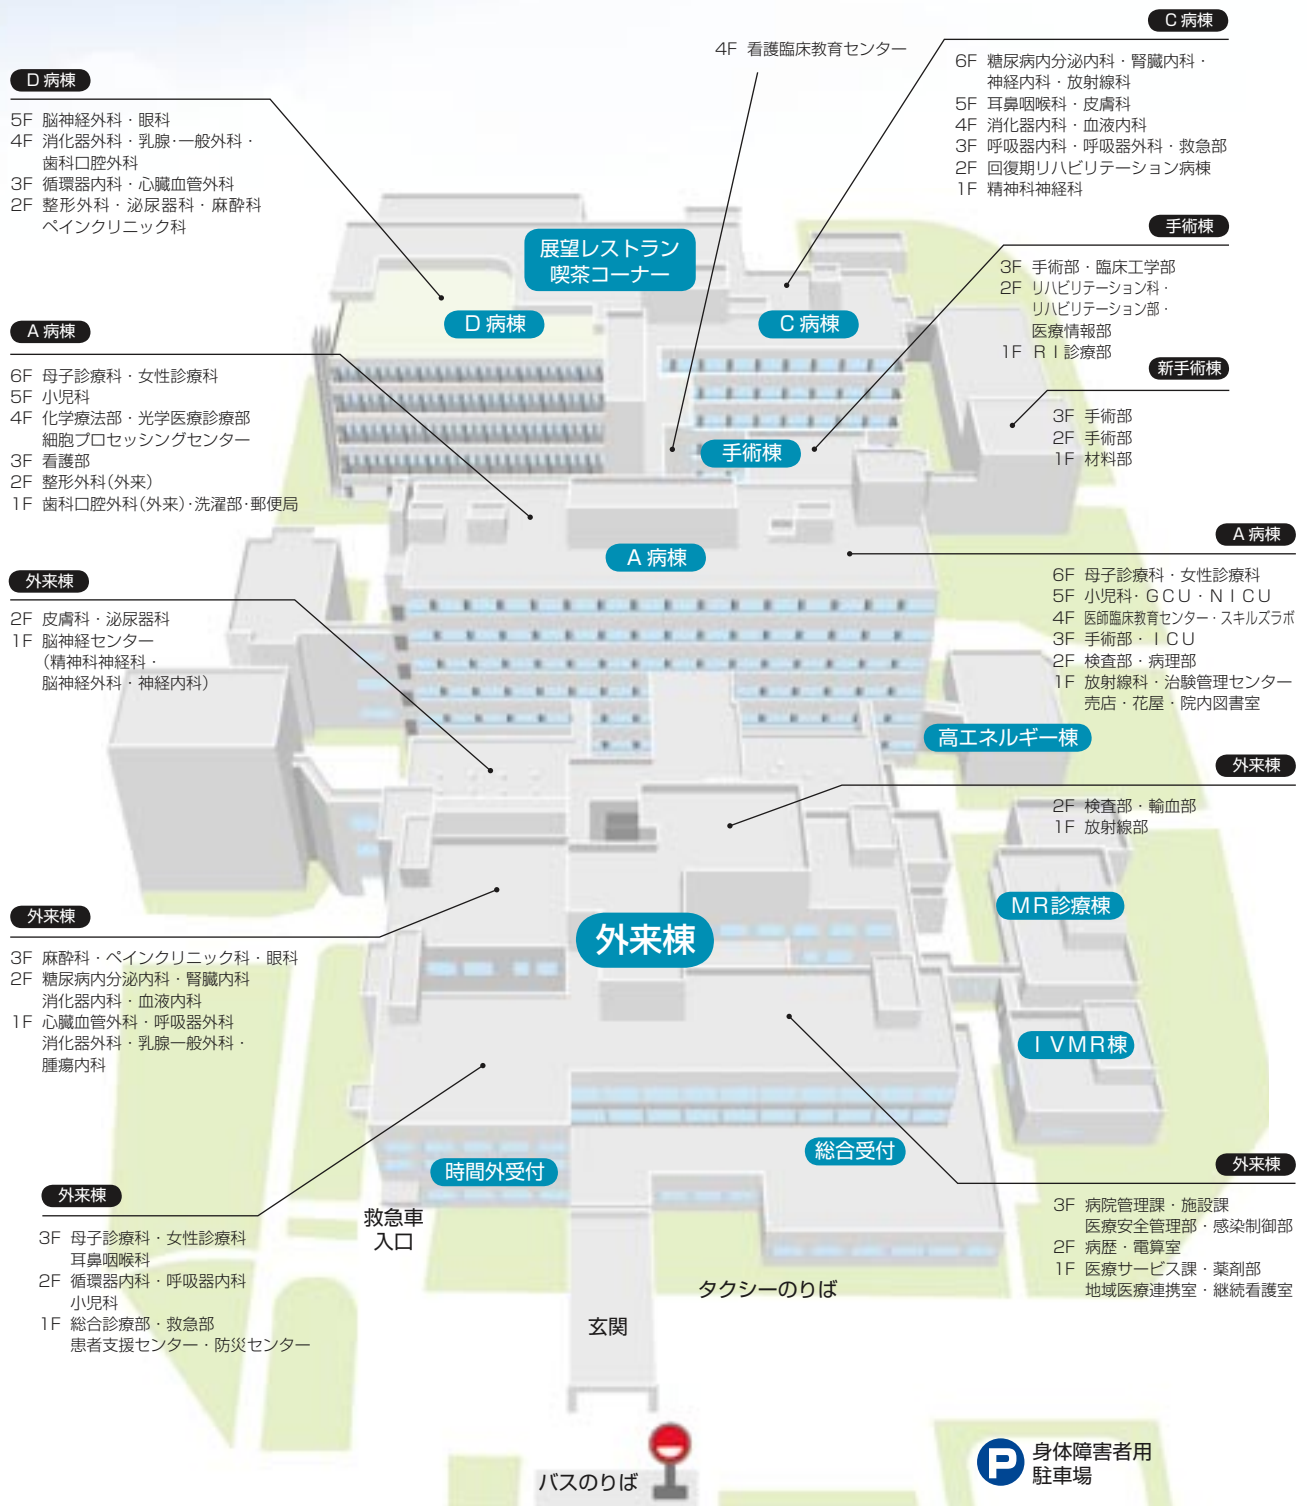 D病棟
5F 脳神経外科・眼科
4F 消化器外科・乳腺・一般外科・
歯科口腔外科
3F 循環器内科・心臓血管外科
2F 整形外科・泌尿器科・麻酔科
ペインクリニック科
4F 看護臨床教育センター
C病棟
6F 糖尿病内分泌内科・腎臓内科・
神経内科・放射線科
5F 耳鼻咽喉科・皮膚科
4F 消化器内科・血液内科
3F 呼吸器内科・呼吸器外科・救急部
2F 回復期リハビリテーション病棟
1F 精神科神経科
手術棟
3F 手術部・臨床工学部
2F リハビリテーション科・
リハビリテーション部・
医療情報部
1F RI診療部
新手術棟
3F 手術部
2F 手術部
1F 材料部
展望レストラン
喫茶コーナー
D病棟
C病棟
手術棟
A病棟
6F 母子診療科・女性診療科
5F 小児科
4F 化学療法部・光学医療診療部
細胞プロセッシングセンター
3F 看護部
2F 整形外科(外来)
1F 歯科口腔外科(外来)・洗濯部・郵便局
A病棟
A病棟
6F 母子診療科・女性診療科
5F 小児科・GCU・NICU
4F 医師臨床教育センター・スキルズラボ
3F 手術部・ICU
2F 検査部・病理部
1F 放射線科・治験管理センター
売店・花屋・院内図書室
外来棟
2F 皮膚科・泌尿器科
1F 脳神経センター
(精神科神経科・
脳神経外科・神経内科)
高エネルギー棟
外来棟
2F 検査部・輸血部
1F 放射線部
MR診療棟
外来棟
外来棟
3F 麻酔科・ペインクリニック科・眼科
2F 糖尿病内分泌内科・腎臓内科
消化器内科・血液内科
1F 心臓血管外科・呼吸器外科
消化器外科・乳腺一般外科・
腫瘍内科
IVMR棟
総合受付
時間外受付
外来棟
3F 病院管理課・施設課
医療安全管理部・感染制御部
2F 病歴・電算室
1F 医療サービス課・薬剤部
地域医療連携室・継続看護室
外来棟
3F 母子診療科・女性診療科
耳鼻咽喉科
2F 循環器内科・呼吸器内科
小児科
1F 総合診療部・救急部
患者支援センター・防災センター
救急車
入口
タクシーのりば
玄関
バスのりば
P 身体障害者用
駐車場